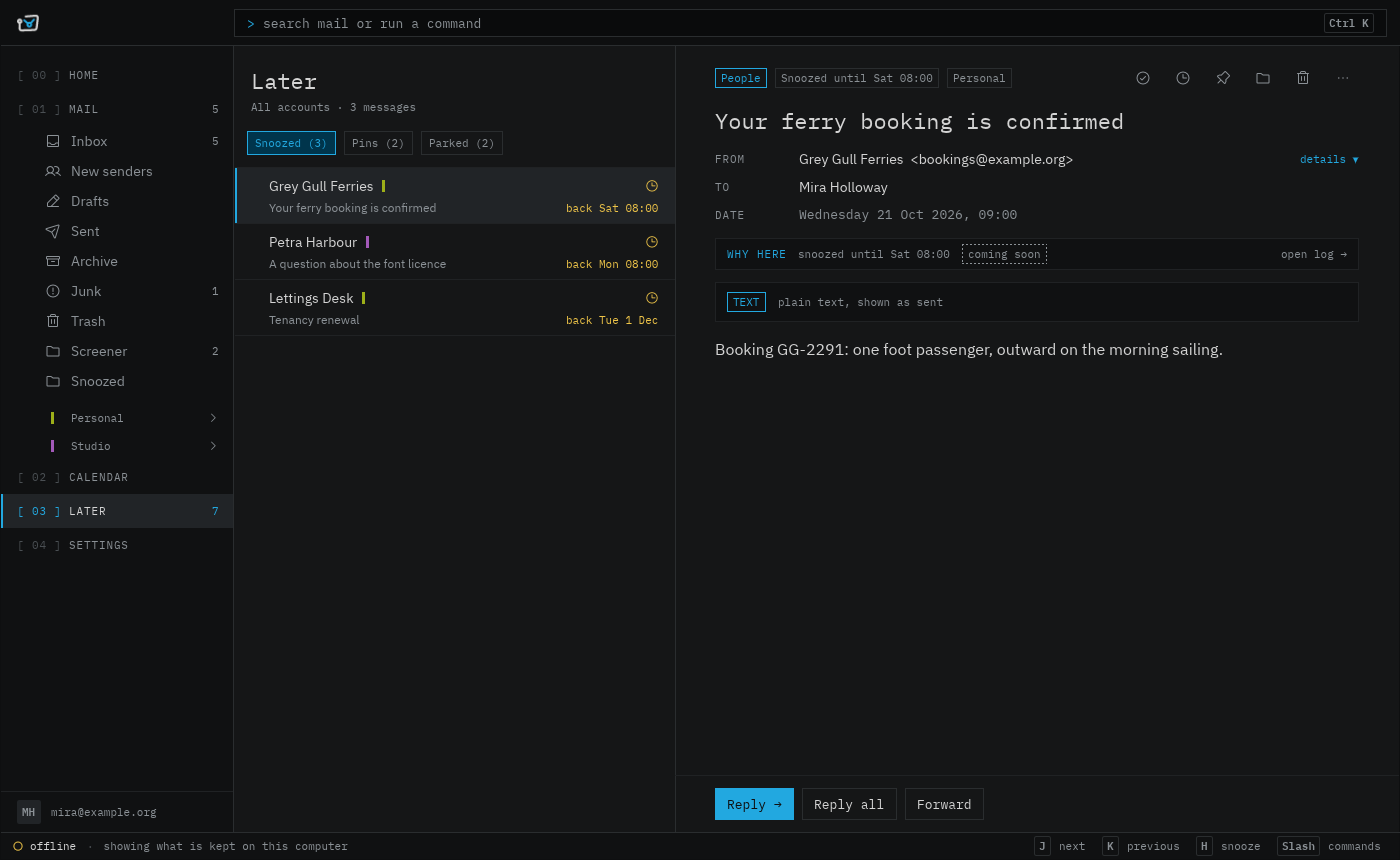 > search mail or run a command Ctrl K
[ 00 ] HOME
[ 01 ] MAIL 5
Inbox 5
New senders
Drafts
Sent
Archive
Junk 1
Trash
Screener 2
Snoozed
Personal
Studio
[ 02 ] CALENDAR
[ 03 ] LATER 7
[ 04 ] SETTINGS
MH mira@example.org
Later
All accounts · 3 messages
Snoozed (3) Pins (2) Parked (2)
Grey Gull Ferries
Your ferry booking is confirmed back Sat 08:00
Petra Harbour
A question about the font licence back Mon 08:00
Lettings Desk
Tenancy renewal back Tue 1 Dec
People Snoozed until Sat 08:00 Personal
Your ferry booking is confirmed
FROM Grey Gull Ferries <bookings@example.org> details ▾
TO Mira Holloway
DATE Wednesday 21 Oct 2026, 09:00
WHY HERE snoozed until Sat 08:00 coming soon open log →
TEXT plain text, shown as sent
Booking GG-2291: one foot passenger, outward on the morning sailing.
Reply → Reply all Forward
offline · showing what is kept on this computer J next K previous H snooze Slash commands